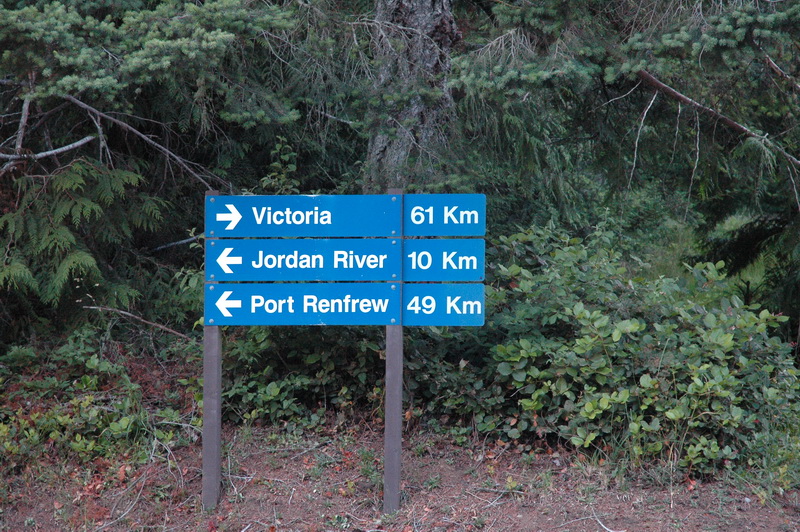 → Victoria 61 Km
← Jordan River 10 Km
← Port Renfrew 49 Km